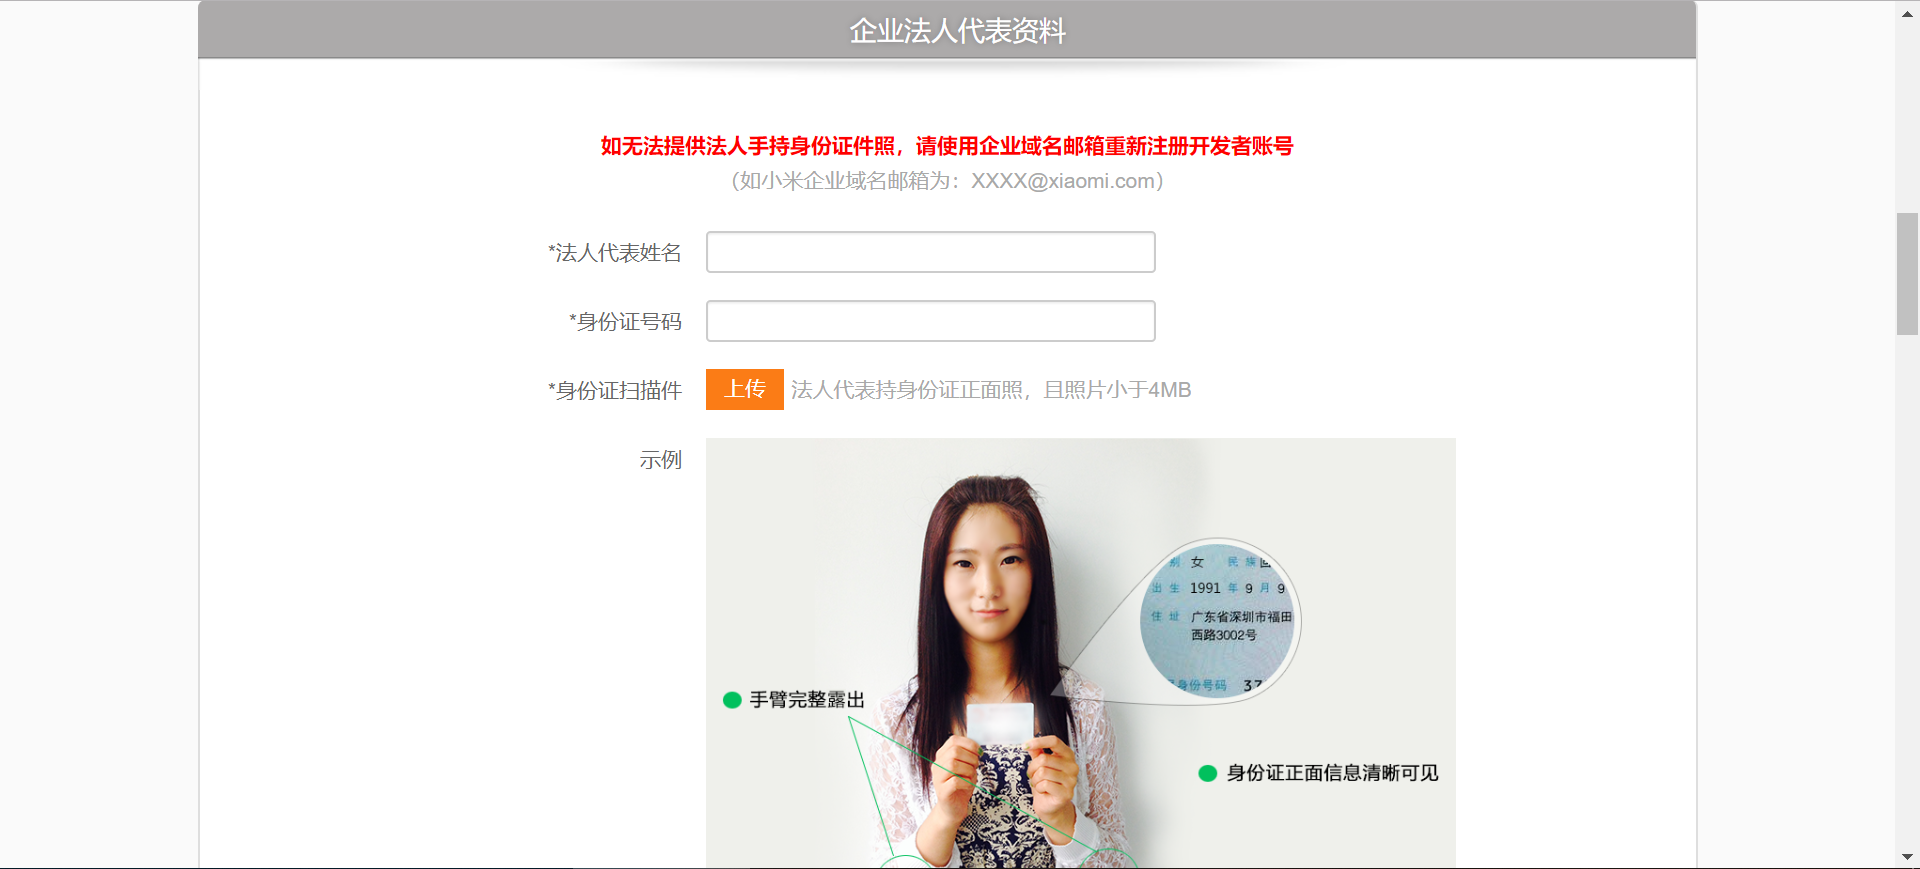 企业法人代表资料
如无法提供法人手持身份证件照，请使用企业域名邮箱重新注册开发者账号
（如小米企业域名邮箱为：XXXX@xiaomi.com）
*法人代表姓名
*身份证号码
*身份证扫描件 上传 法人代表持身份证正面照，且照片小于4MB
示例
别 女 民族
出生 1991 年 9 月 9
住址 广东省深圳市福田
西路3002号
身份号码 37
手臂完整露出
身份证正面信息清晰可见